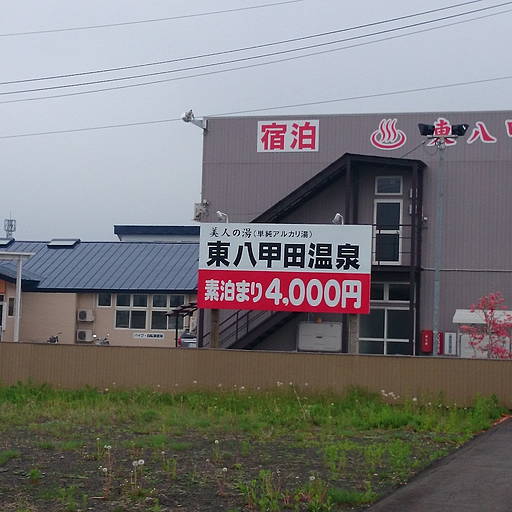 宿泊
♨東八甲
美人の湯(単純アルカリ湯)
東八甲田温泉
素泊まり4,000円